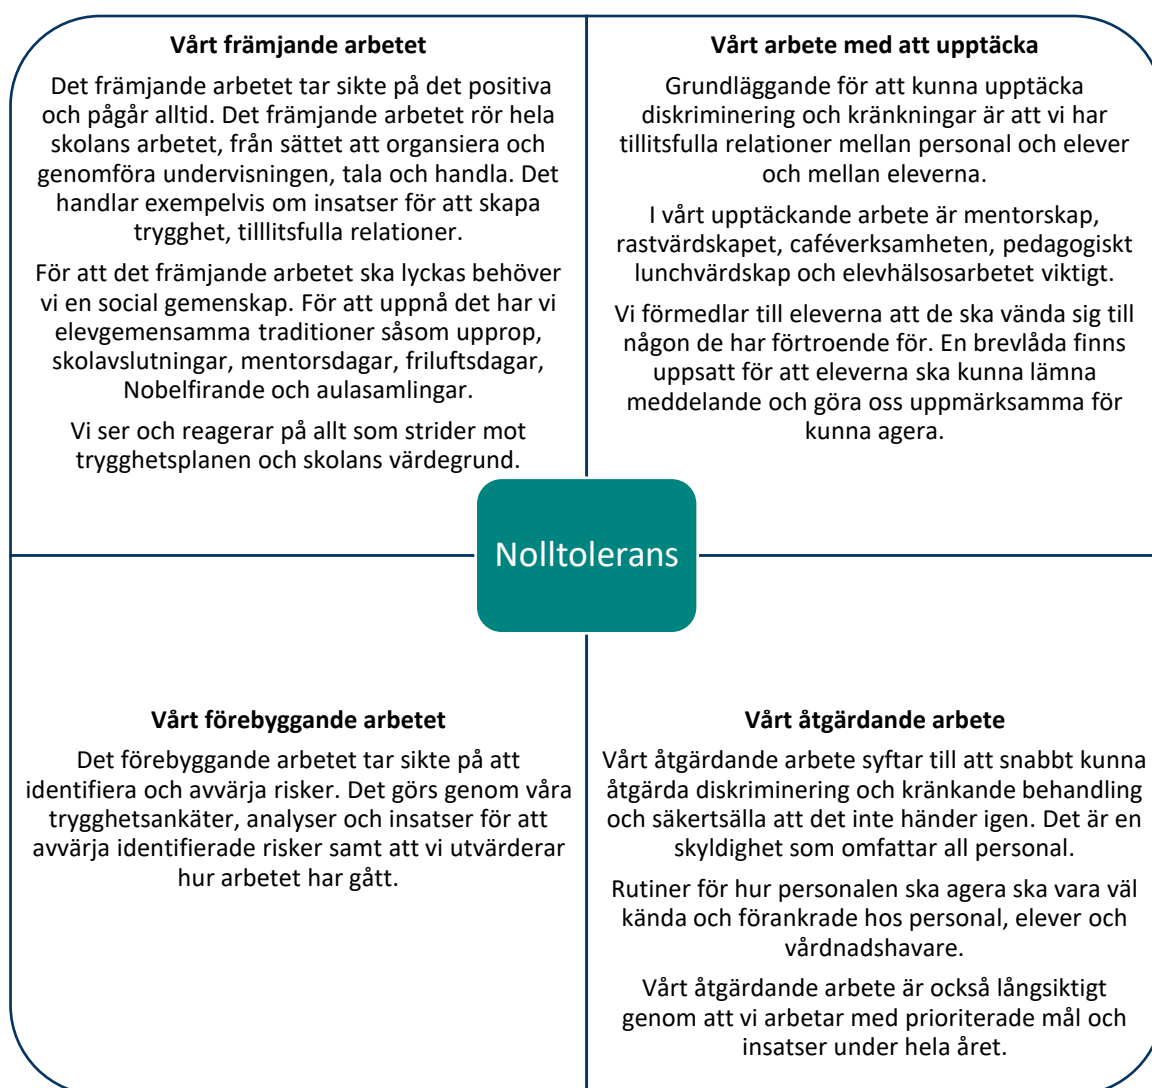 Vårt främjande arbetet
Det främjande arbetet tar sikte på det positiva
och pågår alltid. Det främjande arbetet rör hela
skolans arbetet, från sättet att organsiera och
genomföra undervisningen, tala och handla. Det
handlar exempelvis om insatser för att skapa
trygghet, tilllitsfulla relationer.
För att det främjande arbetet ska lyckas behöver
vi en social gemenskap. För att uppnå det har vi
elevgemensamma traditioner såsom upprop,
skolavslutningar, mentorsdagar, friluftsdagar,
Nobelfirande och aulasamlingar.
Vi ser och reagerar på allt som strider mot
trygghetsplanen och skolans värdegrund.
Vårt arbete med att upptäcka
Grundläggande för att kunna upptäcka
diskriminering och kränkningar är att vi har
tillitsfulla relationer mellan personal och elever
och mellan eleverna.
I vårt upptäckande arbete är mentorskap,
rastvärdskapet, caféverksamheten, pedagogiskt
lunchvärdskap och elevhälsosarbetet viktigt.
Vi förmedlar till eleverna att de ska vända sig till
någon de har förtroende för. En brevlåda finns
uppsatt för att eleverna ska kunna lämna
meddelande och göra oss uppmärksamma för
kunna agera.
Nolltolerans
Vårt förebyggande arbetet
Det förebyggande arbetet tar sikte på att
identifiera och avvärja risker. Det görs genom våra
trygghetsankäter, analyser och insatser för att
avvärja identifierade risker samt att vi utvärderar
hur arbetet har gått.
Vårt åtgärdande arbete
Vårt åtgärdande arbete syftar till att snabbt kunna
åtgärda diskriminering och kränkande behandling
och säkertsälla att det inte händer igen. Det är en
skyldighet som omfattar all personal.
Rutiner för hur personalen ska agera ska vara väl
kända och förankrade hos personal, elever och
vårdnadshavare.
Vårt åtgärdande arbete är också långsiktigt
genom att vi arbetar med prioriterade mål och
insatser under hela året.